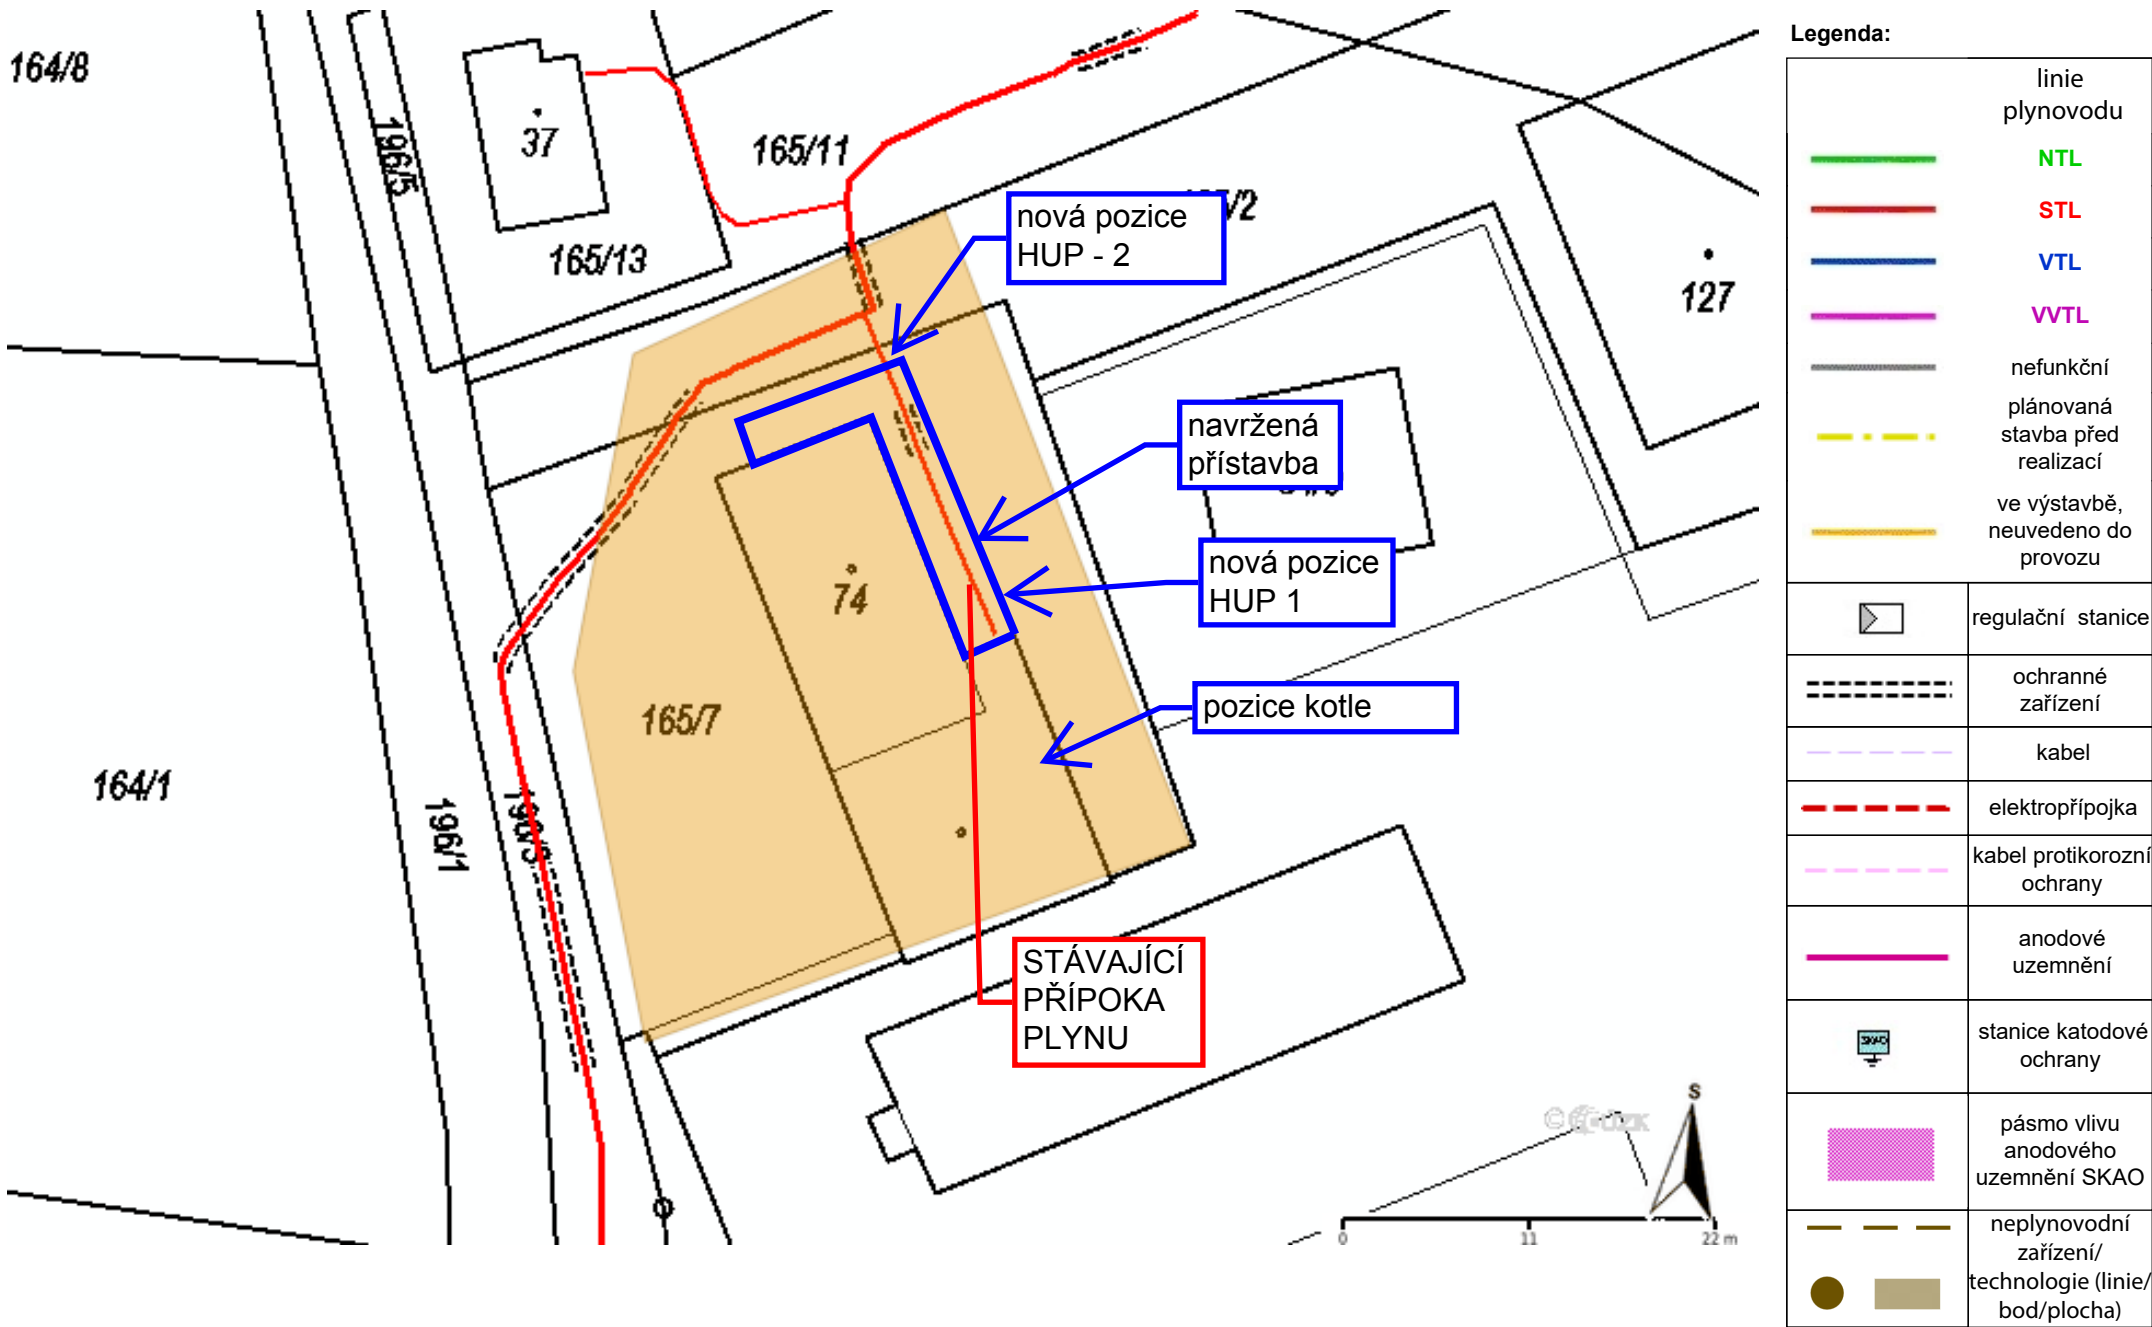 164/8
37
196/5
165/11
165/13
nová pozice
HUP - 2
/2
127
navržená
přístavba
nová pozice
HUP 1
74
165/7
pozice kotle
164/1
196/1
196/3
STÁVAJÍCÍ
PŘÍPOKA
PLYNU
S
0
11
22 m
Legenda:
linie
plynovodu
NTL
STL
VTL
VVTL
nefunkční
plánovaná
stavba před
realizací
ve výstavbě,
neuvedeno do
provozu
regulační stanice
ochranné
zařízení
kabel
elektropřípojka
kabel protikorozní
ochrany
anodové
uzemnění
SKAO
stanice katodové
ochrany
pásmo vlivu
anodového
uzemnění SKAO
neplynovodní
zařízení/
technologie (linie/
bod/plocha)